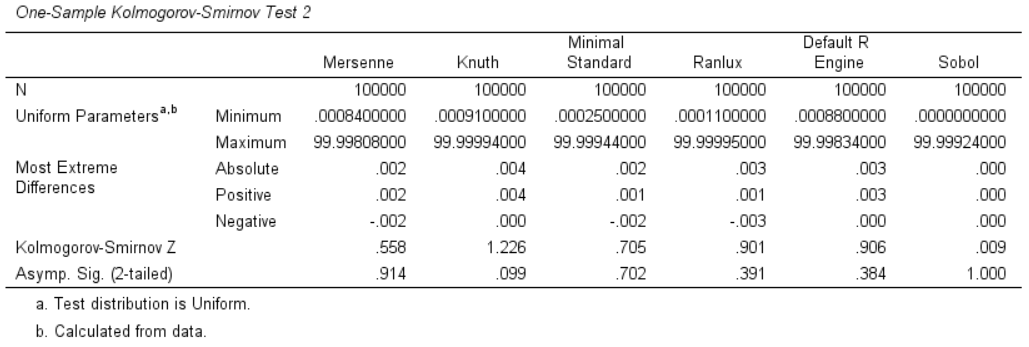 One-Sample Kolmogorov-Smirnov Test 2
Mersenne Knuth Minimal Standard Ranlux Default R Engine Sobol
N 100000 100000 100000 100000 100000 100000
Uniform Parameters a,b Minimum .0008400000 .0009100000 .0002500000 .0001100000 .0008800000 .0000000000
Maximum 99.99808000 99.99994000 99.99944000 99.99995000 99.99834000 99.99924000
Most Extreme Differences Absolute .002 .004 .002 .003 .003 .000
Positive .002 .004 .001 .001 .003 .000
Negative -.002 .000 -.002 -.003 .000 .000
Kolmogorov-Smirnov Z .558 1.226 .705 .901 .906 .009
Asymp. Sig. (2-tailed) .914 .099 .702 .391 .384 1.000
a. Test distribution is Uniform.
b. Calculated from data.